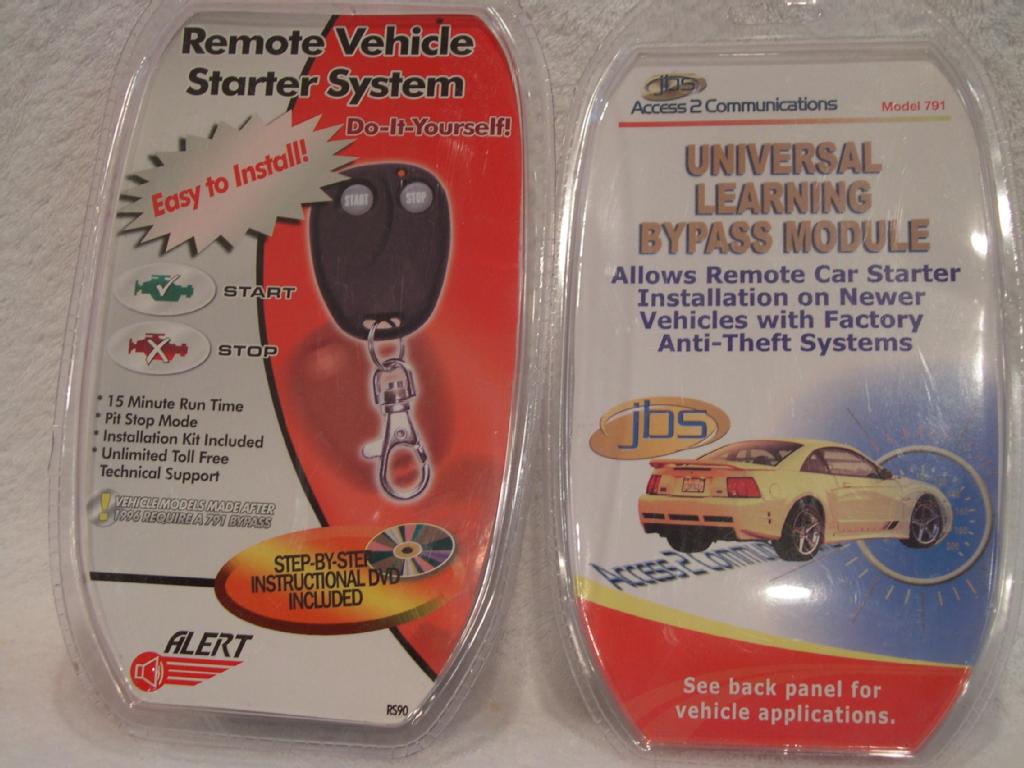 Remote Vehicle
Starter System
Do-It-Yourself!
Easy to Install!
START
STOP
START
STOP
* 15 Minute Run Time
* Pit Stop Mode
* Installation Kit Included
* Unlimited Toll Free
Technical Support
! VEHICLE MODELS MADE AFTER
1996 REQUIRE A 791 BYPASS
STEP-BY-STEP
INSTRUCTIONAL DVD
INCLUDED
ALERT
RS90
jbs
Access 2 Communications
Model 791
UNIVERSAL
LEARNING
BYPASS MODULE
Allows Remote Car Starter
Installation on Newer
Vehicles with Factory
Anti-Theft Systems
jbs
Access 2
See back panel for
vehicle applications.